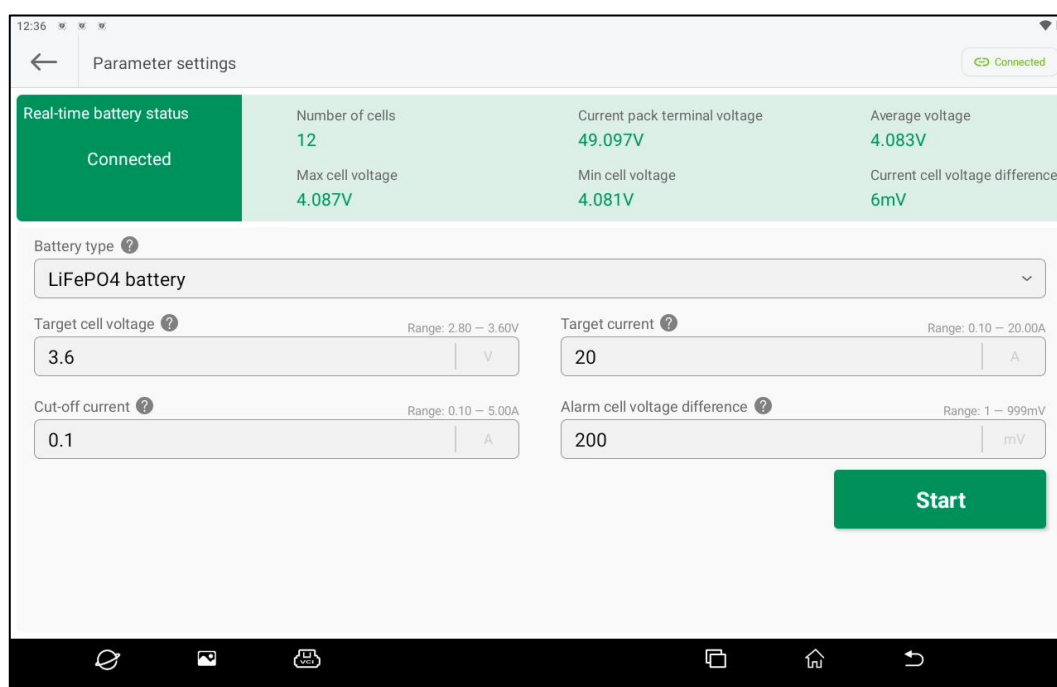 12:36
Parameter settings
Connected
Real-time battery status
Connected
Number of cells
12
Current pack terminal voltage
49.097V
Average voltage
4.083V
Max cell voltage
4.087V
Min cell voltage
4.081V
Current cell voltage difference
6mV
Battery type ?
LiFePO4 battery
Target cell voltage ? Range: 2.80 — 3.60V
3.6 V
Target current ? Range: 0.10 — 20.00A
20 A
Cut-off current ? Range: 0.10 — 5.00A
0.1 A
Alarm cell voltage difference ? Range: 1 — 999mV
200 mV
Start
VCI